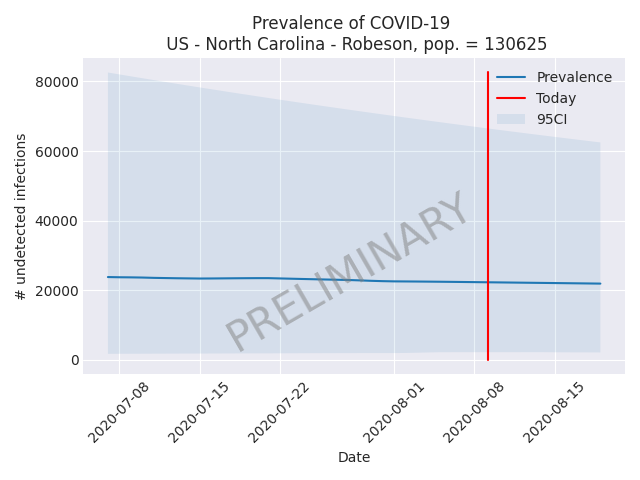 Prevalence of COVID-19
US - North Carolina - Robeson, pop. = 130625
# undetected infections
80000
60000
40000
20000
0
Prevalence
Today
95CI
PRELIMINARY
2020-07-08
2020-07-15
2020-07-22
2020-08-01
2020-08-08
2020-08-15
Date